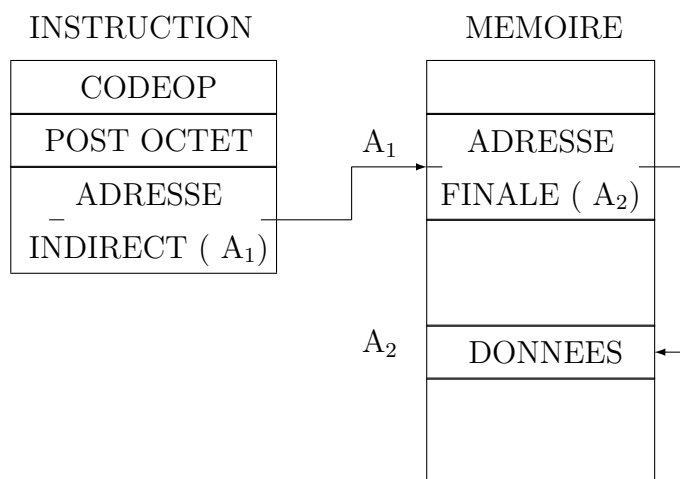 INSTRUCTION
CODEOP
POST OCTET
ADRESSE
INDIRECT ( A₁)
MEMOIRE
A₁
ADRESSE
FINALE ( A₂)
A₂
DONNEES